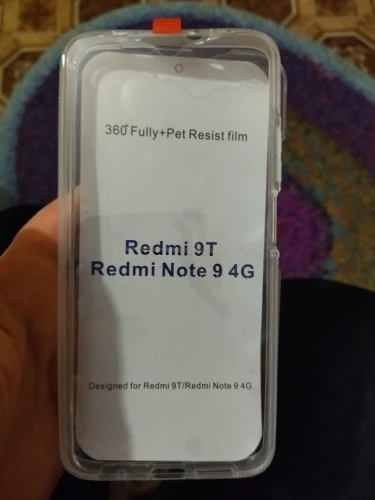 360° Fully+Pet Resist film
Redmi 9T
Redmi Note 9 4G
Designed for Redmi 9T/Redmi Note 9 4G